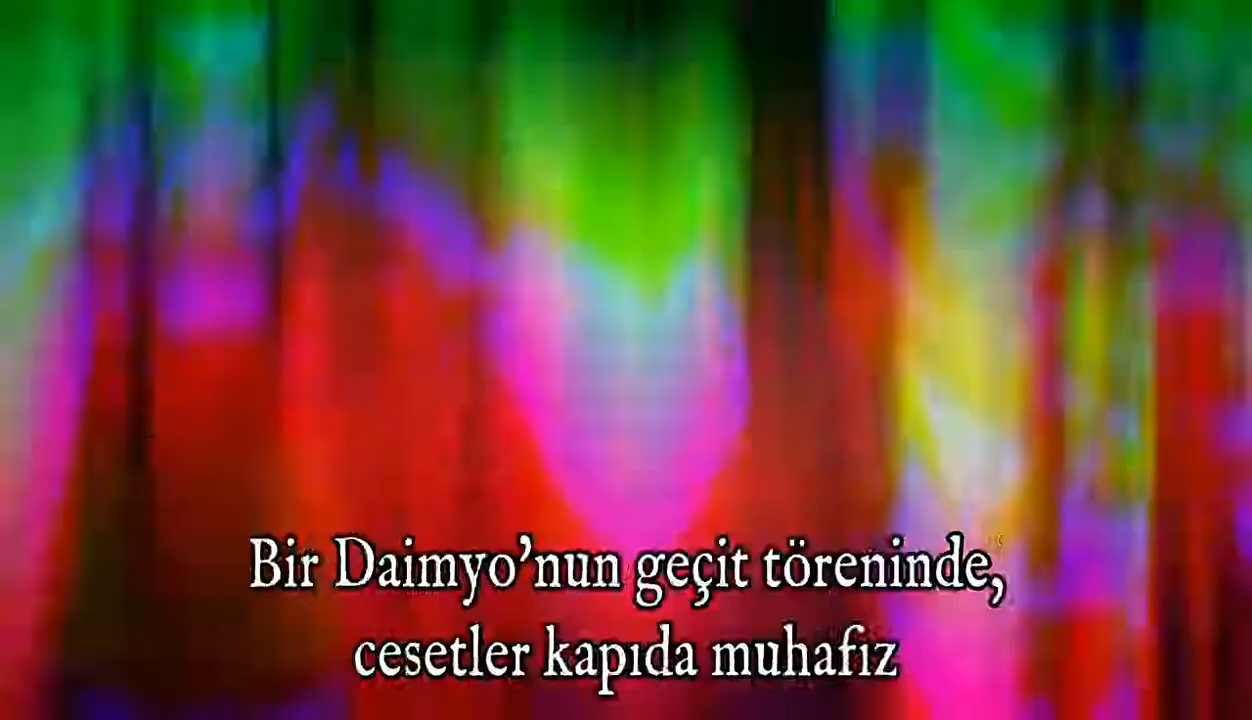 Bir Daimyo’nun geçit töreninde,
cesetler kapıda muhafız